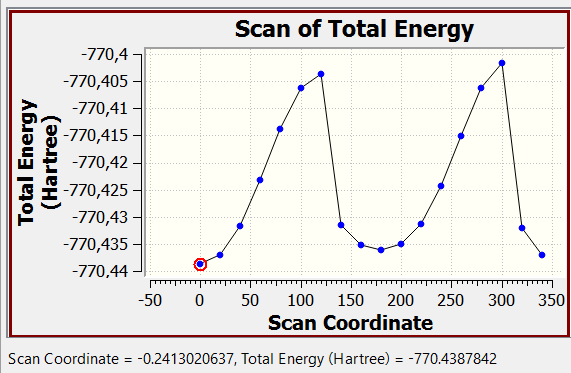 Scan of Total Energy
Total Energy
(Hartree)
-770,4
-770,405
-770,41
-770,415
-770,42
-770,425
-770,43
-770,435
-770,44
-50 0 50 100 150 200 250 300 350
Scan Coordinate
Scan Coordinate = -0.2413020637, Total Energy (Hartree) = -770.4387842